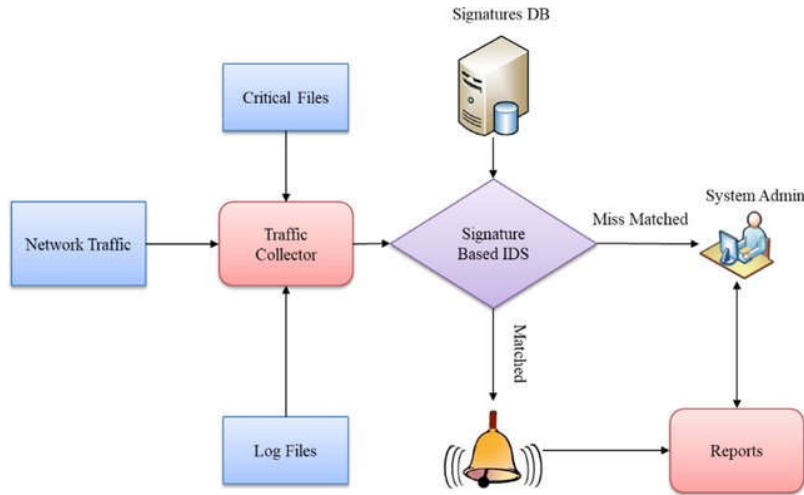 Signatures DB
Critical Files
System Admin
Miss Matched
Network Traffic
Traffic
Collector
Signature
Based IDS
Matched
Log Files
Reports